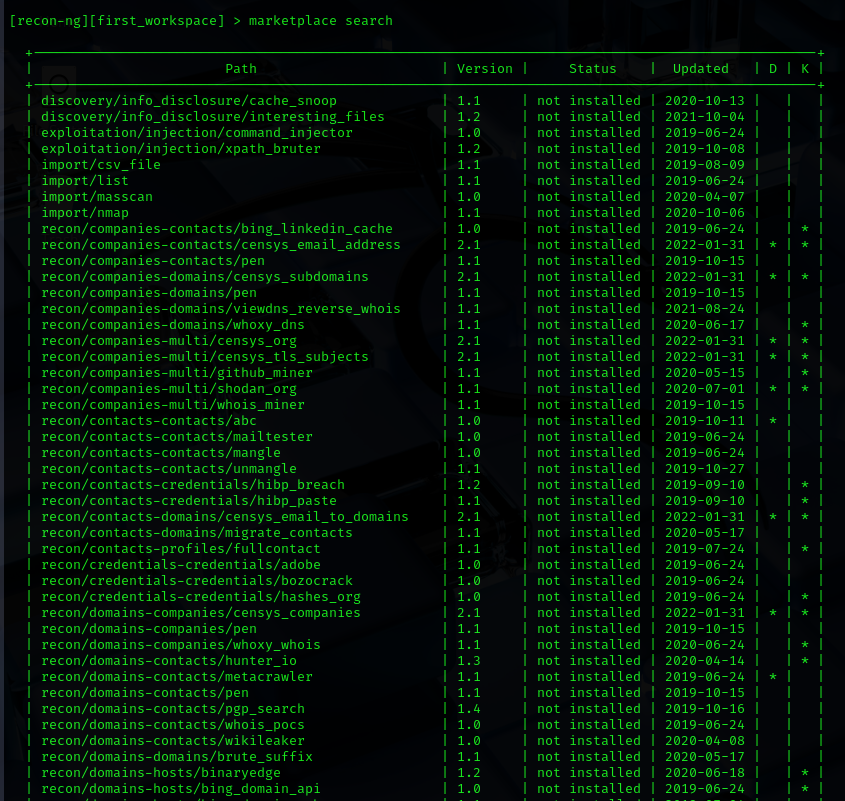 [recon-ng][first_workspace] > marketplace search
+---------------------------------------------------------------------------------------------------+
| Path | Version | Status | Updated | D | K |
+---------------------------------------------------------------------------------------------------+
| discovery/info_disclosure/cache_snoop | 1.1 | not installed | 2020-10-13 | | |
| discovery/info_disclosure/interesting_files | 1.2 | not installed | 2021-10-04 | | |
| exploitation/injection/command_injector | 1.0 | not installed | 2019-06-24 | | |
| exploitation/injection/xpath_bruter | 1.2 | not installed | 2019-10-08 | | |
| import/csv_file | 1.1 | not installed | 2019-08-09 | | |
| import/list | 1.1 | not installed | 2019-06-24 | | |
| import/masscan | 1.0 | not installed | 2020-04-07 | | |
| import/nmap | 1.1 | not installed | 2020-10-06 | | |
| recon/companies-contacts/bing_linkedin_cache | 1.0 | not installed | 2019-06-24 | | * |
| recon/companies-contacts/censys_email_address | 2.1 | not installed | 2022-01-31 | * | * |
| recon/companies-contacts/pen | 1.1 | not installed | 2019-10-15 | | |
| recon/companies-domains/censys_subdomains | 2.1 | not installed | 2022-01-31 | * | * |
| recon/companies-domains/pen | 1.1 | not installed | 2019-10-15 | | |
| recon/companies-domains/viewdns_reverse_whois | 1.1 | not installed | 2021-08-24 | | |
| recon/companies-domains/whoxy_dns | 1.1 | not installed | 2020-06-17 | | * |
| recon/companies-multi/censys_org | 2.1 | not installed | 2022-01-31 | * | * |
| recon/companies-multi/censys_tls_subjects | 2.1 | not installed | 2022-01-31 | * | * |
| recon/companies-multi/github_miner | 1.1 | not installed | 2020-05-15 | | * |
| recon/companies-multi/shodan_org | 1.1 | not installed | 2020-07-01 | * | * |
| recon/companies-multi/whois_miner | 1.1 | not installed | 2019-10-15 | | |
| recon/contacts-contacts/abc | 1.0 | not installed | 2019-10-11 | * | |
| recon/contacts-contacts/mailtester | 1.0 | not installed | 2019-06-24 | | |
| recon/contacts-contacts/mangle | 1.0 | not installed | 2019-06-24 | | |
| recon/contacts-contacts/unmangle | 1.1 | not installed | 2019-10-27 | | |
| recon/contacts-credentials/hibp_breach | 1.2 | not installed | 2019-09-10 | | * |
| recon/contacts-credentials/hibp_paste | 1.1 | not installed | 2019-09-10 | | * |
| recon/contacts-domains/censys_email_to_domains | 2.1 | not installed | 2022-01-31 | * | * |
| recon/contacts-domains/migrate_contacts | 1.1 | not installed | 2020-05-17 | | |
| recon/contacts-profiles/fullcontact | 1.1 | not installed | 2019-07-24 | | * |
| recon/credentials-credentials/adobe | 1.0 | not installed | 2019-06-24 | | |
| recon/credentials-credentials/bozocrack | 1.0 | not installed | 2019-06-24 | | |
| recon/credentials-credentials/hashes_org | 1.0 | not installed | 2019-06-24 | | * |
| recon/domains-companies/censys_companies | 2.1 | not installed | 2022-01-31 | * | * |
| recon/domains-companies/pen | 1.1 | not installed | 2019-10-15 | | |
| recon/domains-companies/whoxy_whois | 1.1 | not installed | 2020-06-24 | | * |
| recon/domains-contacts/hunter_io | 1.3 | not installed | 2020-04-14 | | * |
| recon/domains-contacts/metacrawler | 1.1 | not installed | 2019-06-24 | * | |
| recon/domains-contacts/pen | 1.1 | not installed | 2019-10-15 | | |
| recon/domains-contacts/pgp_search | 1.4 | not installed | 2019-10-16 | | |
| recon/domains-contacts/whois_pocs | 1.0 | not installed | 2019-06-24 | | |
| recon/domains-contacts/wikileaker | 1.0 | not installed | 2020-04-08 | | |
| recon/domains-domains/brute_suffix | 1.1 | not installed | 2020-05-17 | | |
| recon/domains-hosts/binaryedge | 1.2 | not installed | 2020-06-18 | | * |
| recon/domains-hosts/bing_domain_api | 1.0 | not installed | 2019-06-24 | | * |